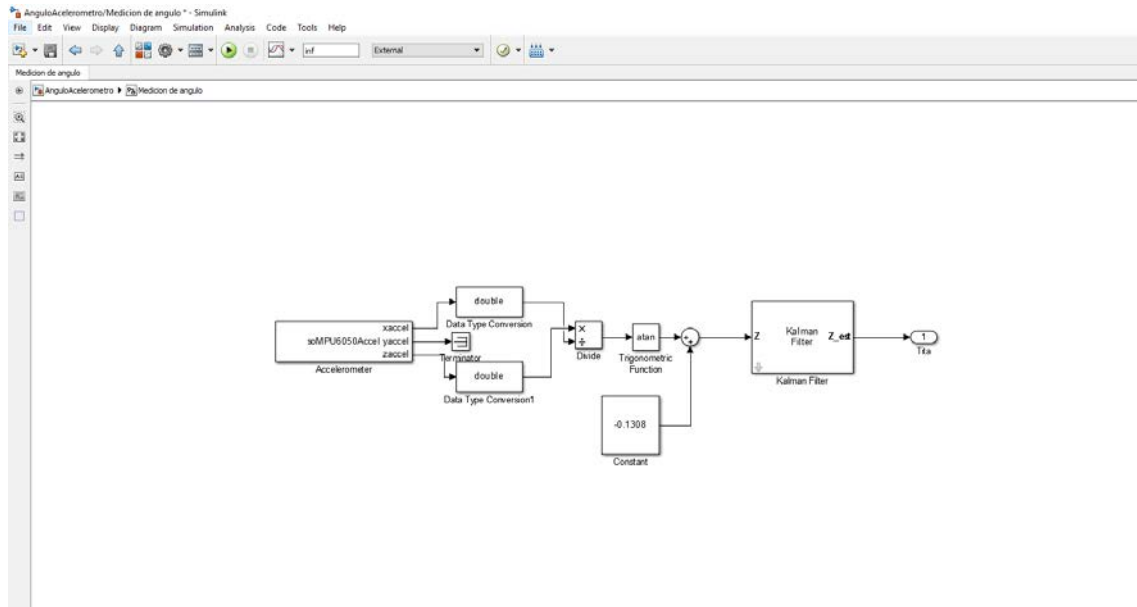 AnguloAcelerometro/Medicion de angulo * - Simulink
File Edit View Display Diagram Simulation Analysis Code Tools Help
inf External
Medicion de angulo
AnguloAcelerometro Medicion de angulo
double
Data Type Conversion
xaccel
soMPU6050Accel yaccel
zaccel
Accelerometer
Terminator
double
Data Type Conversion1
×
÷
Divide
atan
Trigonometric
Function
-0.1308
Constant
Z Kalman Filter Z_est
Kalman Filter
1
Tita